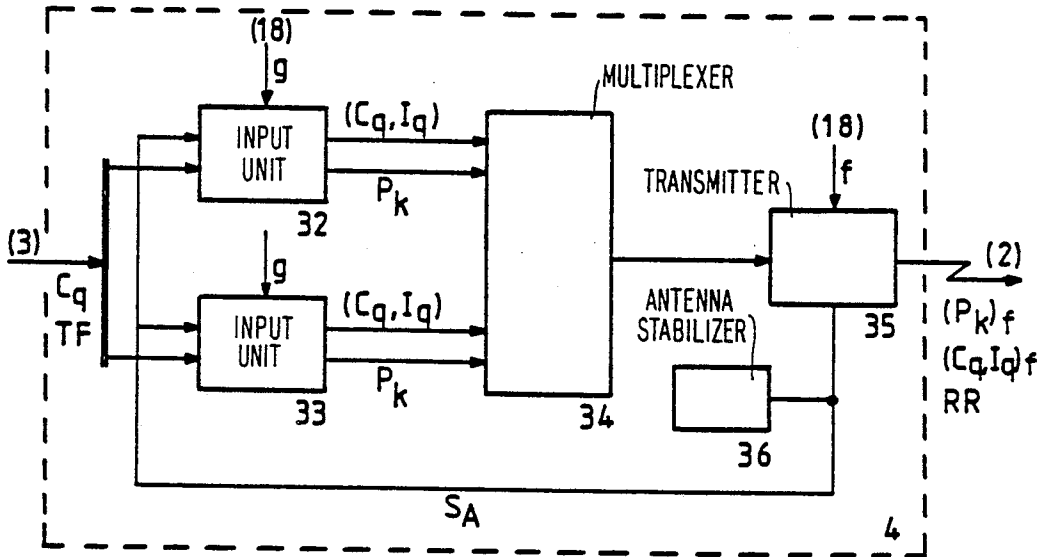 (18)
g
INPUT
UNIT
32
(Cq,Iq)
Pk
MULTIPLEXER
34
(18)
f
TRANSMITTER
35
(3)
Cq
TF
g
INPUT
UNIT
33
(Cq,Iq)
Pk
ANTENNA
STABILIZER
36
(2)
(Pk)f
(Cq,Iq)f
RR
SA
4